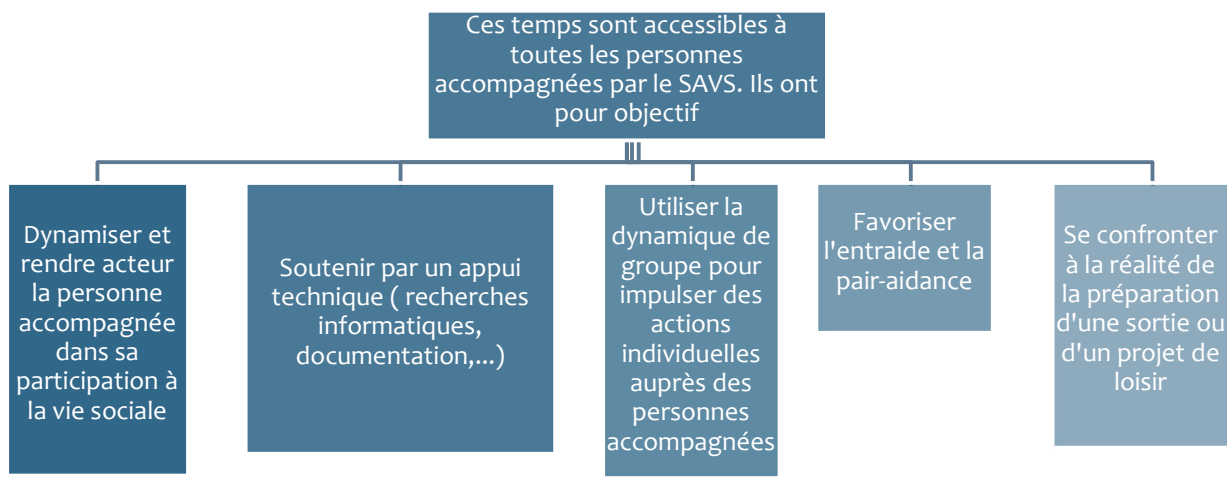 Ces temps sont accessibles à
toutes les personnes
accompagnées par le SAVS. Ils ont
pour objectif
Dynamiser et
rendre acteur
la personne
accompagnée
dans sa
participation à
la vie sociale
Soutenir par un appui
technique ( recherches
informatiques,
documentation,...)
Utiliser la
dynamique de
groupe pour
impulser des
actions
individuelles
auprès des
personnes
accompagnées
Favoriser
l'entraide et la
pair-aidance
Se confronter
à la réalité de
la préparation
d'une sortie ou
d'un projet de
loisir